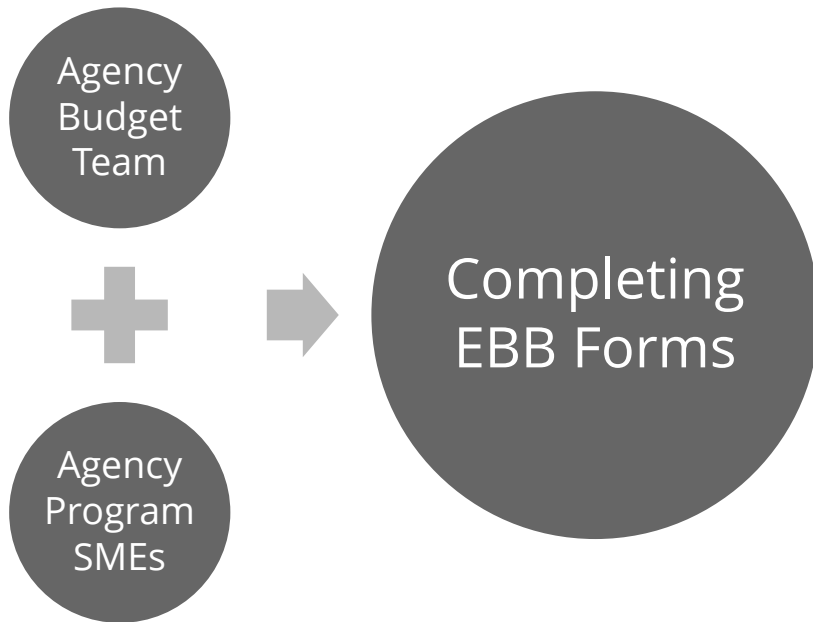 Agency
Budget
Team
Completing
EBB Forms
Agency
Program
SMEs